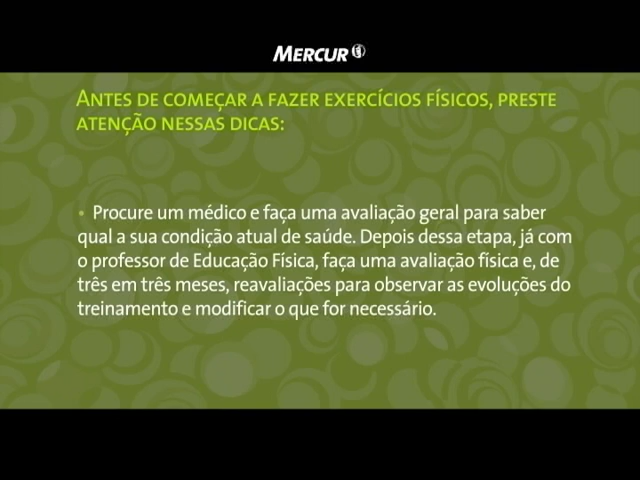 MERCUR
ANTES DE COMEÇAR A FAZER EXERCÍCIOS FÍSICOS, PRESTE
ATENÇÃO NESSAS DICAS:
• Procure um médico e faça uma avaliação geral para saber
qual a sua condição atual de saúde. Depois dessa etapa, já com
o professor de Educação Física, faça uma avaliação física e, de
três em três meses, reavaliações para observar as evoluções do
treinamento e modificar o que for necessário.